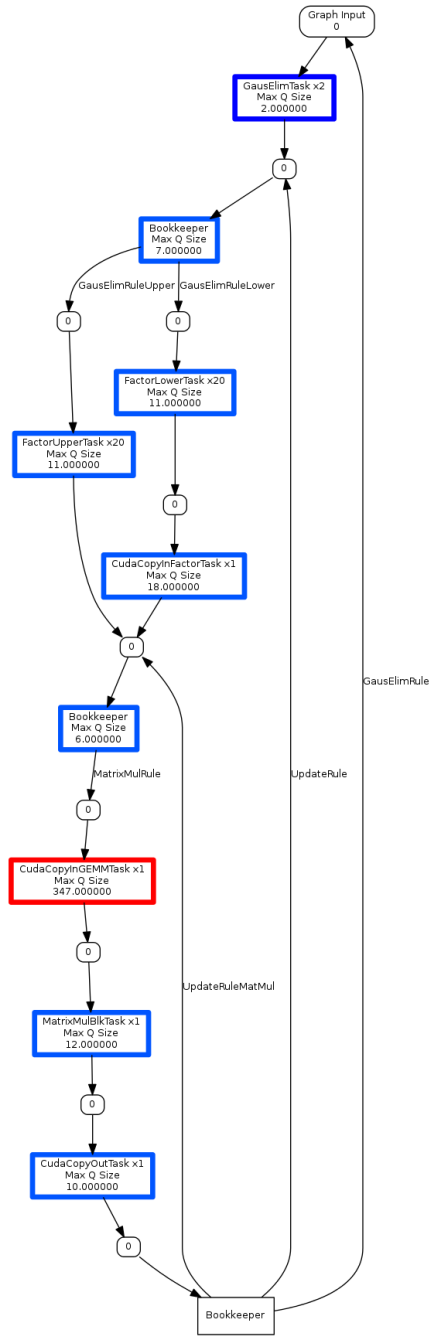 Graph Input
0
GausElimTask x2
Max Q Size
2.000000
0
Bookkeeper
Max Q Size
7.000000
GausElimRuleUpper
GausElimRuleLower
0
0
FactorLowerTask x20
Max Q Size
11.000000
FactorUpperTask x20
Max Q Size
11.000000
0
CudaCopyInFactorTask x1
Max Q Size
18.000000
0
GausElimRule
Bookkeeper
Max Q Size
6.000000
MatrixMulRule
UpdateRule
0
CudaCopyInGEMMTask x1
Max Q Size
347.000000
0
UpdateRuleMatMul
MatrixMulBlkTask x1
Max Q Size
12.000000
0
CudaCopyOutTask x1
Max Q Size
10.000000
0
Bookkeeper